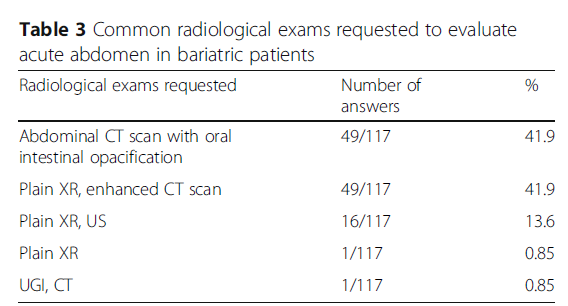 Table 3 Common radiological exams requested to evaluate
acute abdomen in bariatric patients
Radiological exams requested Number of answers %
Abdominal CT scan with oral intestinal opacification 49/117 41.9
Plain XR, enhanced CT scan 49/117 41.9
Plain XR, US 16/117 13.6
Plain XR 1/117 0.85
UGI, CT 1/117 0.85